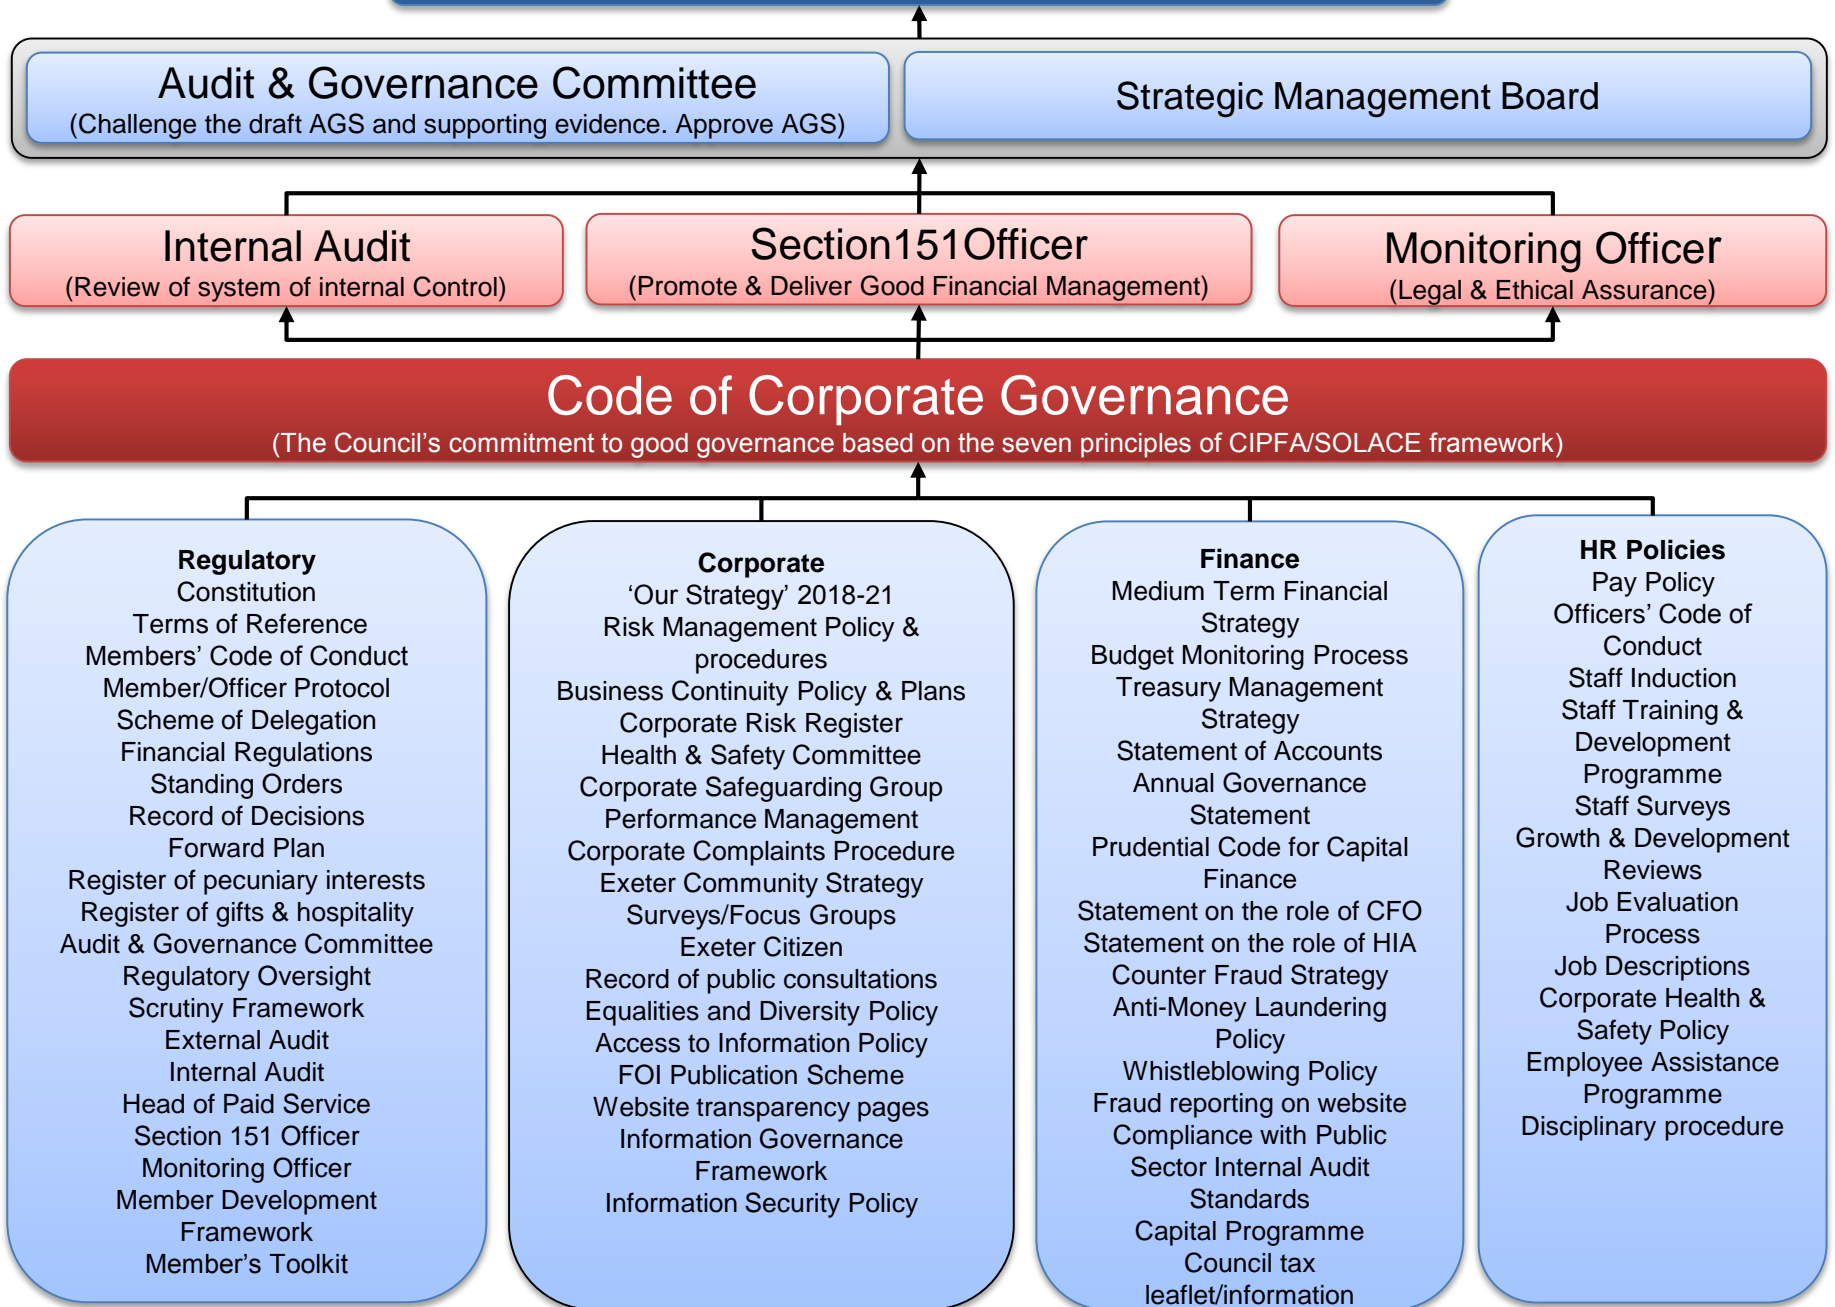 Audit & Governance Committee
(Challenge the draft AGS and supporting evidence. Approve AGS)
Strategic Management Board
Internal Audit
(Review of system of internal Control)
Section151Officer
(Promote & Deliver Good Financial Management)
Monitoring Officer
(Legal & Ethical Assurance)
Code of Corporate Governance
(The Council’s commitment to good governance based on the seven principles of CIPFA/SOLACE framework)
Regulatory
Constitution
Terms of Reference
Members’ Code of Conduct
Member/Officer Protocol
Scheme of Delegation
Financial Regulations
Standing Orders
Record of Decisions
Forward Plan
Register of pecuniary interests
Register of gifts & hospitality
Audit & Governance Committee
Regulatory Oversight
Scrutiny Framework
External Audit
Internal Audit
Head of Paid Service
Section 151 Officer
Monitoring Officer
Member Development
Framework
Member’s Toolkit
Corporate
‘Our Strategy’ 2018-21
Risk Management Policy &
procedures
Business Continuity Policy & Plans
Corporate Risk Register
Health & Safety Committee
Corporate Safeguarding Group
Performance Management
Corporate Complaints Procedure
Exeter Community Strategy
Surveys/Focus Groups
Exeter Citizen
Record of public consultations
Equalities and Diversity Policy
Access to Information Policy
FOI Publication Scheme
Website transparency pages
Information Governance
Framework
Information Security Policy
Finance
Medium Term Financial
Strategy
Budget Monitoring Process
Treasury Management
Strategy
Statement of Accounts
Annual Governance
Statement
Prudential Code for Capital
Finance
Statement on the role of CFO
Statement on the role of HIA
Counter Fraud Strategy
Anti-Money Laundering
Policy
Whistleblowing Policy
Fraud reporting on website
Compliance with Public
Sector Internal Audit
Standards
Capital Programme
Council tax
leaflet/information
HR Policies
Pay Policy
Officers’ Code of
Conduct
Staff Induction
Staff Training &
Development
Programme
Staff Surveys
Growth & Development
Reviews
Job Evaluation
Process
Job Descriptions
Corporate Health &
Safety Policy
Employee Assistance
Programme
Disciplinary procedure